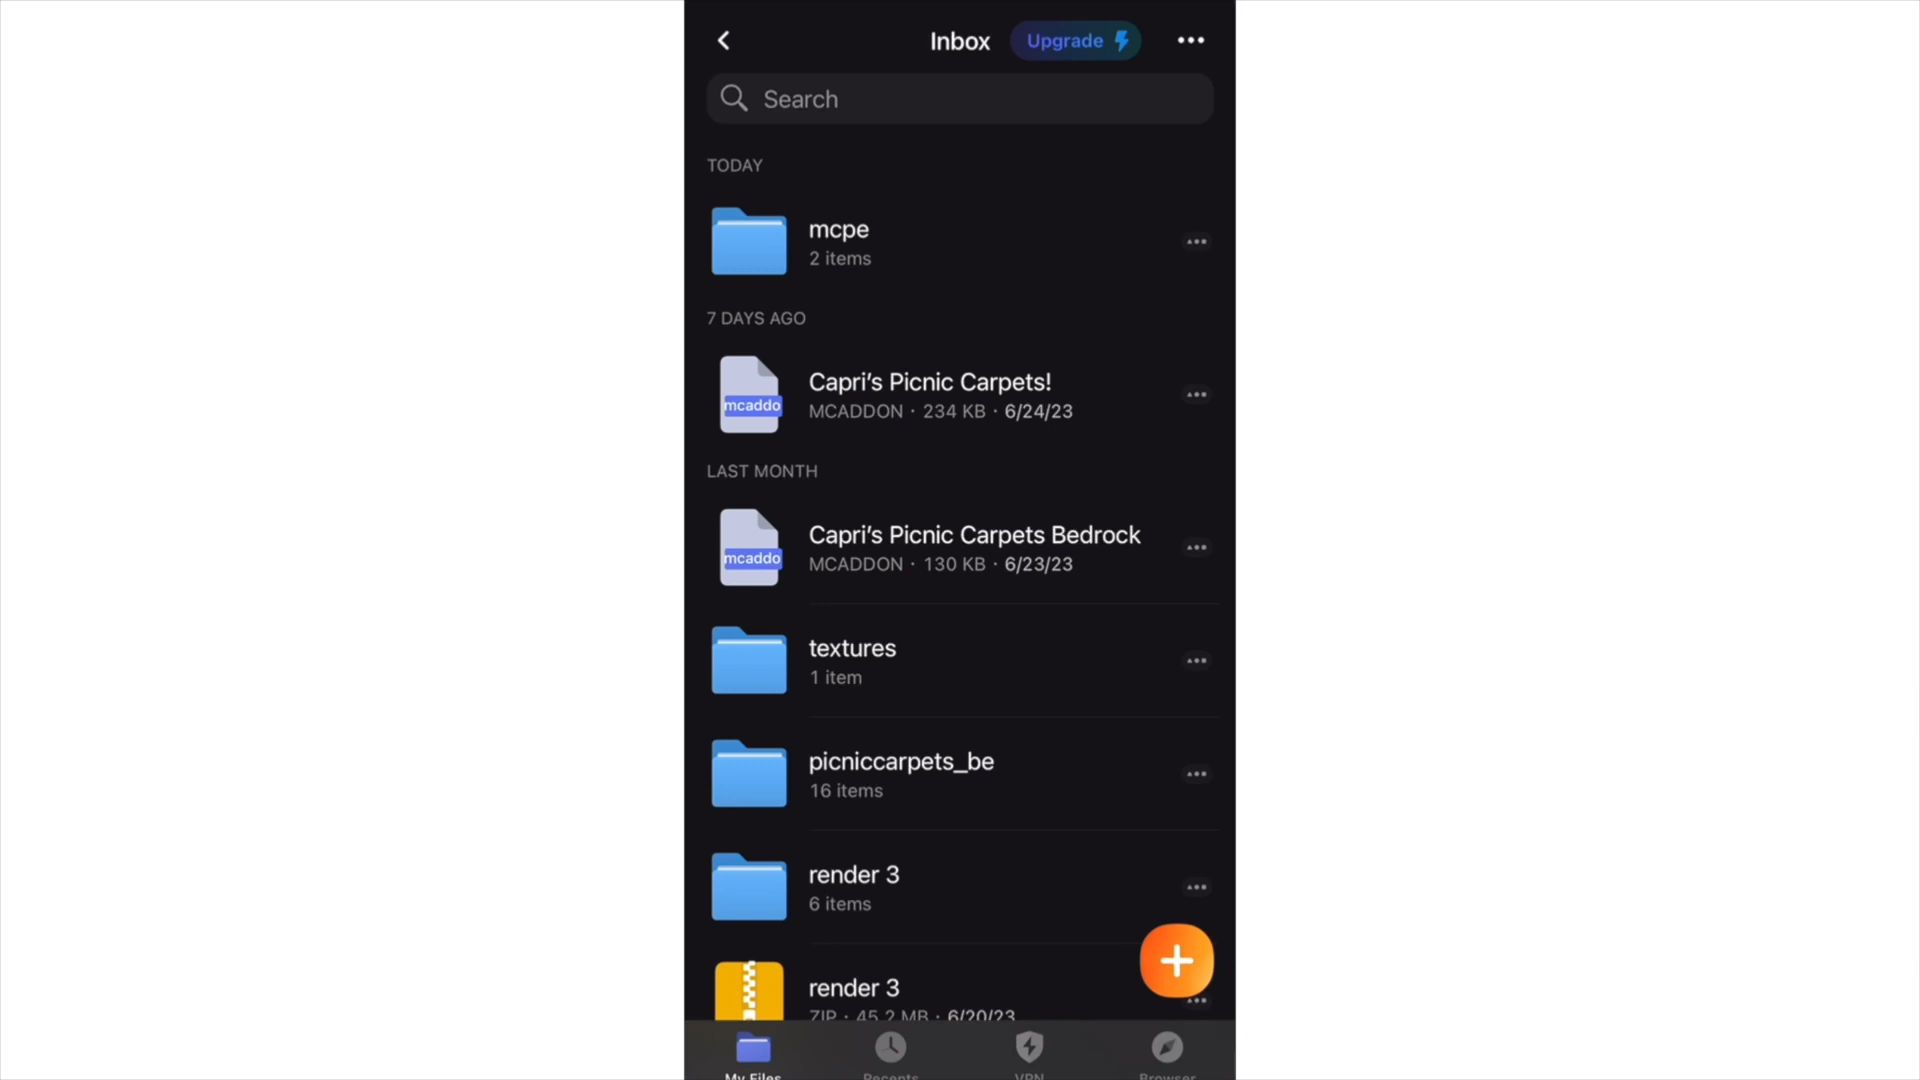 Inbox
Upgrade
Search
TODAY
mcpe
2 items
7 DAYS AGO
mcaddo
Capri’s Picnic Carpets!
MCADDON · 234 KB · 6/24/23
LAST MONTH
mcaddo
Capri’s Picnic Carpets Bedrock
MCADDON · 130 KB · 6/23/23
textures
1 item
picniccarpets_be
16 items
render 3
6 items
render 3
ZIP · 45.2 MB · 6/20/23
My Files
Recents
VPN
Browser